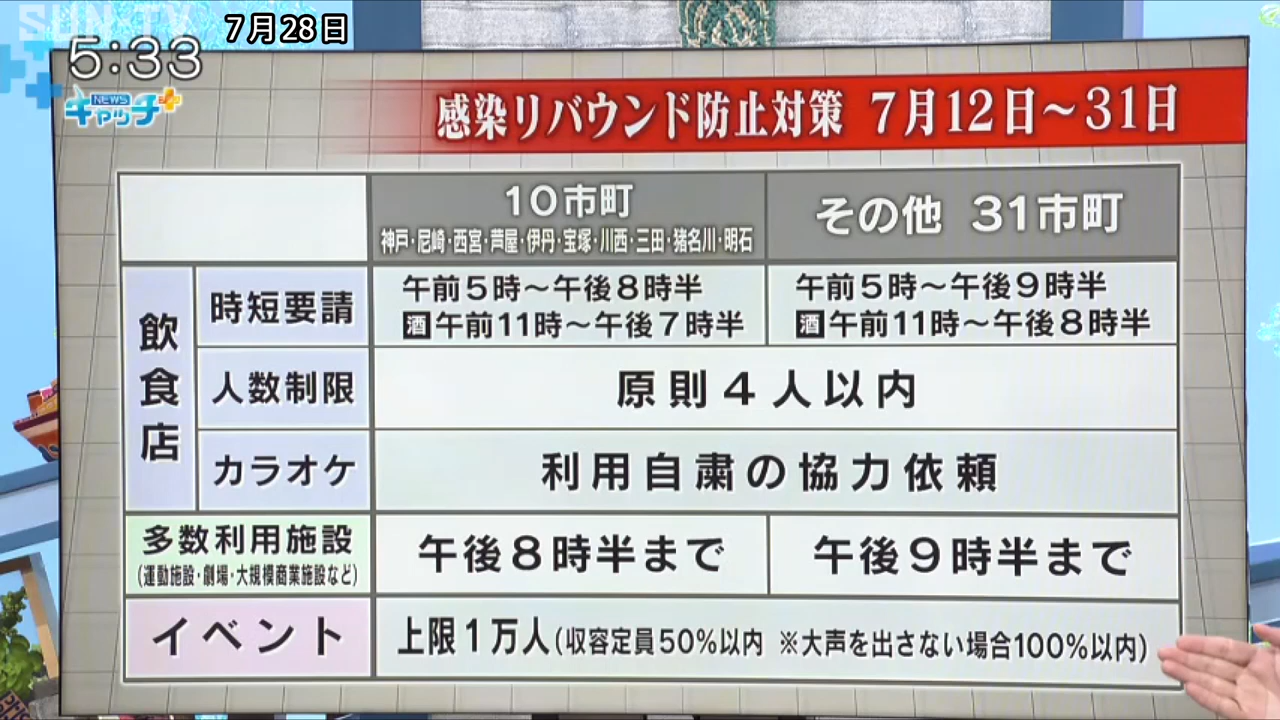 SUN-TV
7月28日
5:33
NEWS
キャッチ+
感染リバウンド防止対策 7月12日～31日
10市町
神戸・尼崎・西宮・芦屋・伊丹・宝塚・川西・三田・猪名川・明石
その他 31市町
飲食店
時短要請
午前5時～午後8時半
酒午前11時～午後7時半
午前5時～午後9時半
酒午前11時～午後8時半
人数制限
原則4人以内
カラオケ
利用自粛の協力依頼
多数利用施設
(運動施設・劇場・大規模商業施設など)
午後8時半まで
午後9時半まで
イベント
上限1万人(収容定員50%以内 ※大声を出さない場合100%以内)